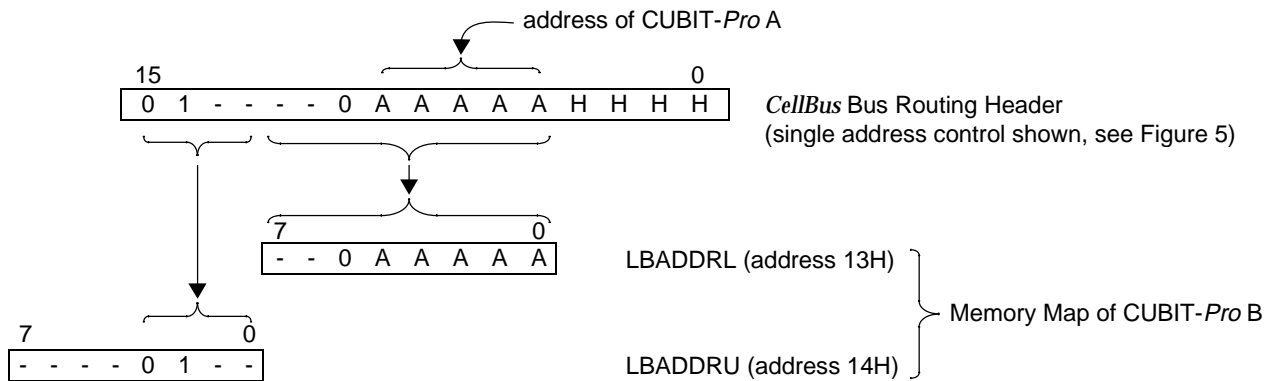 address of CUBIT-Pro A
15 0
0 1 - - - - 0 A A A A A H H H H
CellBus Bus Routing Header
(single address control shown, see Figure 5)
7 0
- - 0 A A A A A
LBADDRL (address 13H)
Memory Map of CUBIT-Pro B
7 0
- - - - 0 1 - -
LBADDRU (address 14H)